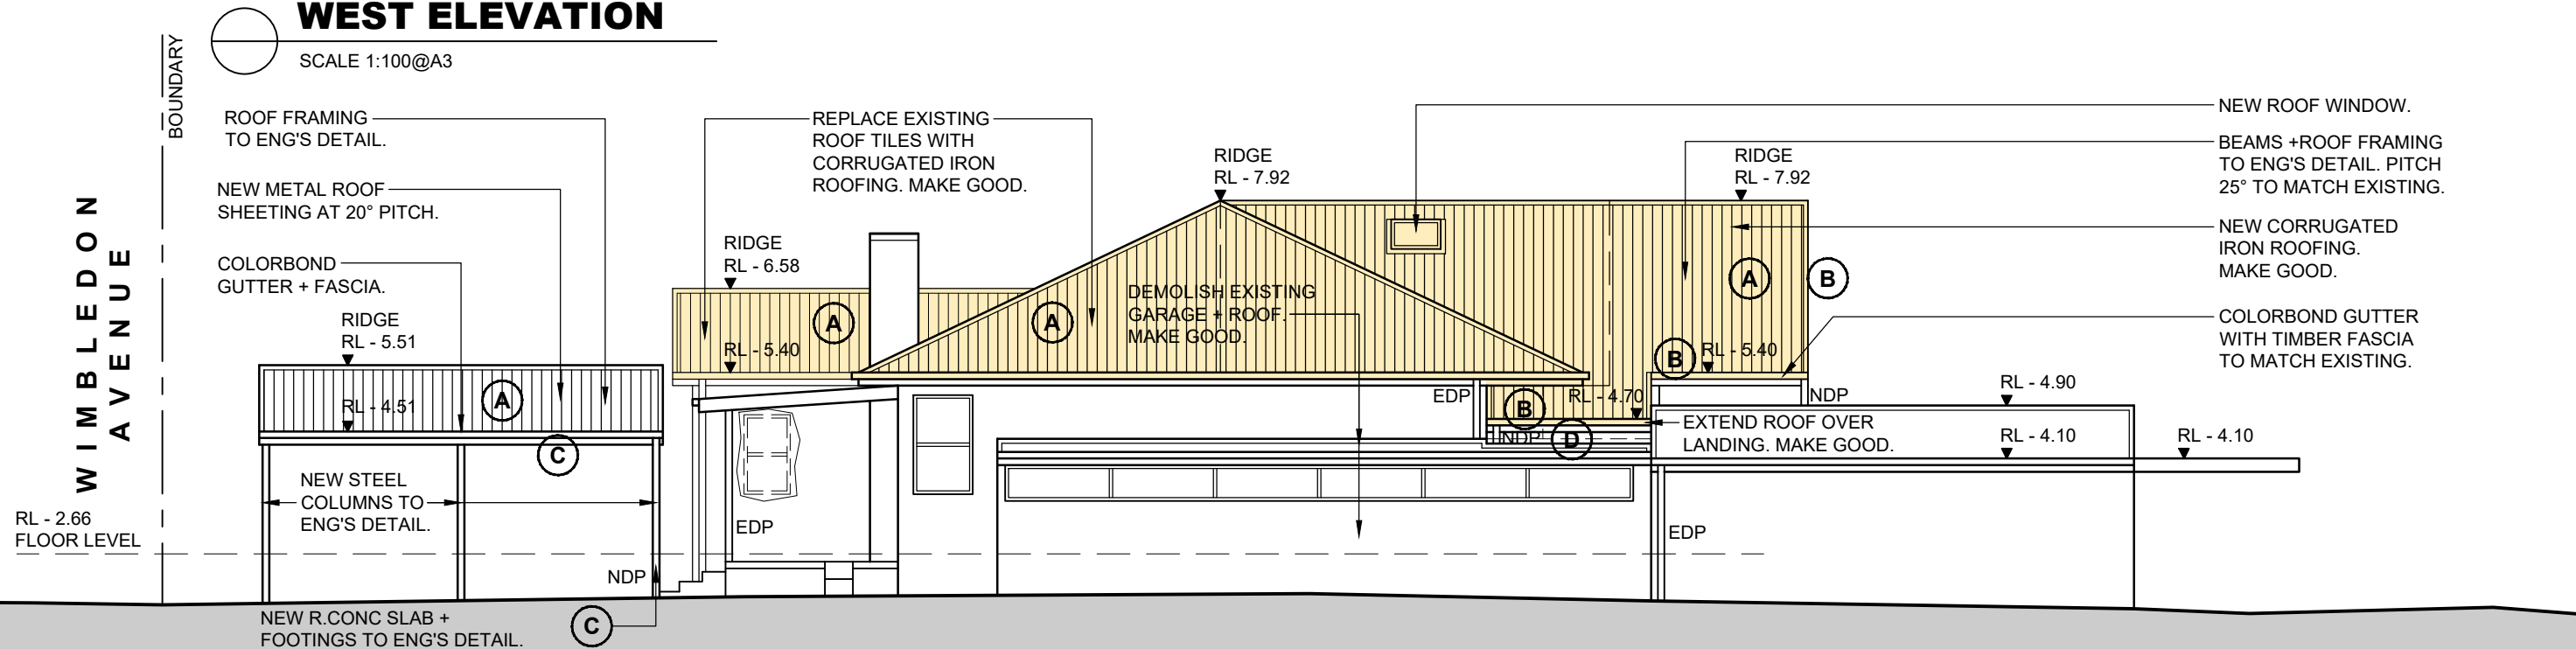 WEST ELEVATION
SCALE 1:100@A3
BOUNDARY
WIMBLEDON
AVENUE
ROOF FRAMING
TO ENG'S DETAIL.
NEW METAL ROOF
SHEETING AT 20° PITCH.
COLORBOND
GUTTER + FASCIA.
RIDGE
RL - 5.51
RL - 4.51
A
C
NEW STEEL
COLUMNS TO
ENG'S DETAIL.
RL - 2.66
FLOOR LEVEL
NDP
NEW R.CONC SLAB +
FOOTINGS TO ENG'S DETAIL.
C
REPLACE EXISTING
ROOF TILES WITH
CORRUGATED IRON
ROOFING. MAKE GOOD.
RIDGE
RL - 6.58
RL - 5.40
A
A
EDP
RIDGE
RL - 7.92
DEMOLISH EXISTING
GARAGE + ROOF.
MAKE GOOD.
EDP
B
RL - 4.70
NDP
D
RIDGE
RL - 7.92
A
B
B
RL - 5.40
NDP
EXTEND ROOF OVER
LANDING. MAKE GOOD.
EDP
RL - 4.90
RL - 4.10
RL - 4.10
NEW ROOF WINDOW.
BEAMS +ROOF FRAMING
TO ENG'S DETAIL. PITCH
25° TO MATCH EXISTING.
NEW CORRUGATED
IRON ROOFING.
MAKE GOOD.
COLORBOND GUTTER
WITH TIMBER FASCIA
TO MATCH EXISTING.